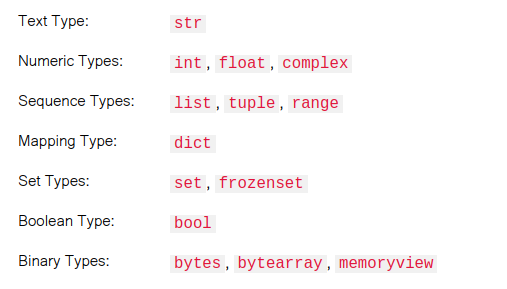 Text Type: str
Numeric Types: int, float, complex
Sequence Types: list, tuple, range
Mapping Type: dict
Set Types: set, frozenset
Boolean Type: bool
Binary Types: bytes, bytearray, memoryview